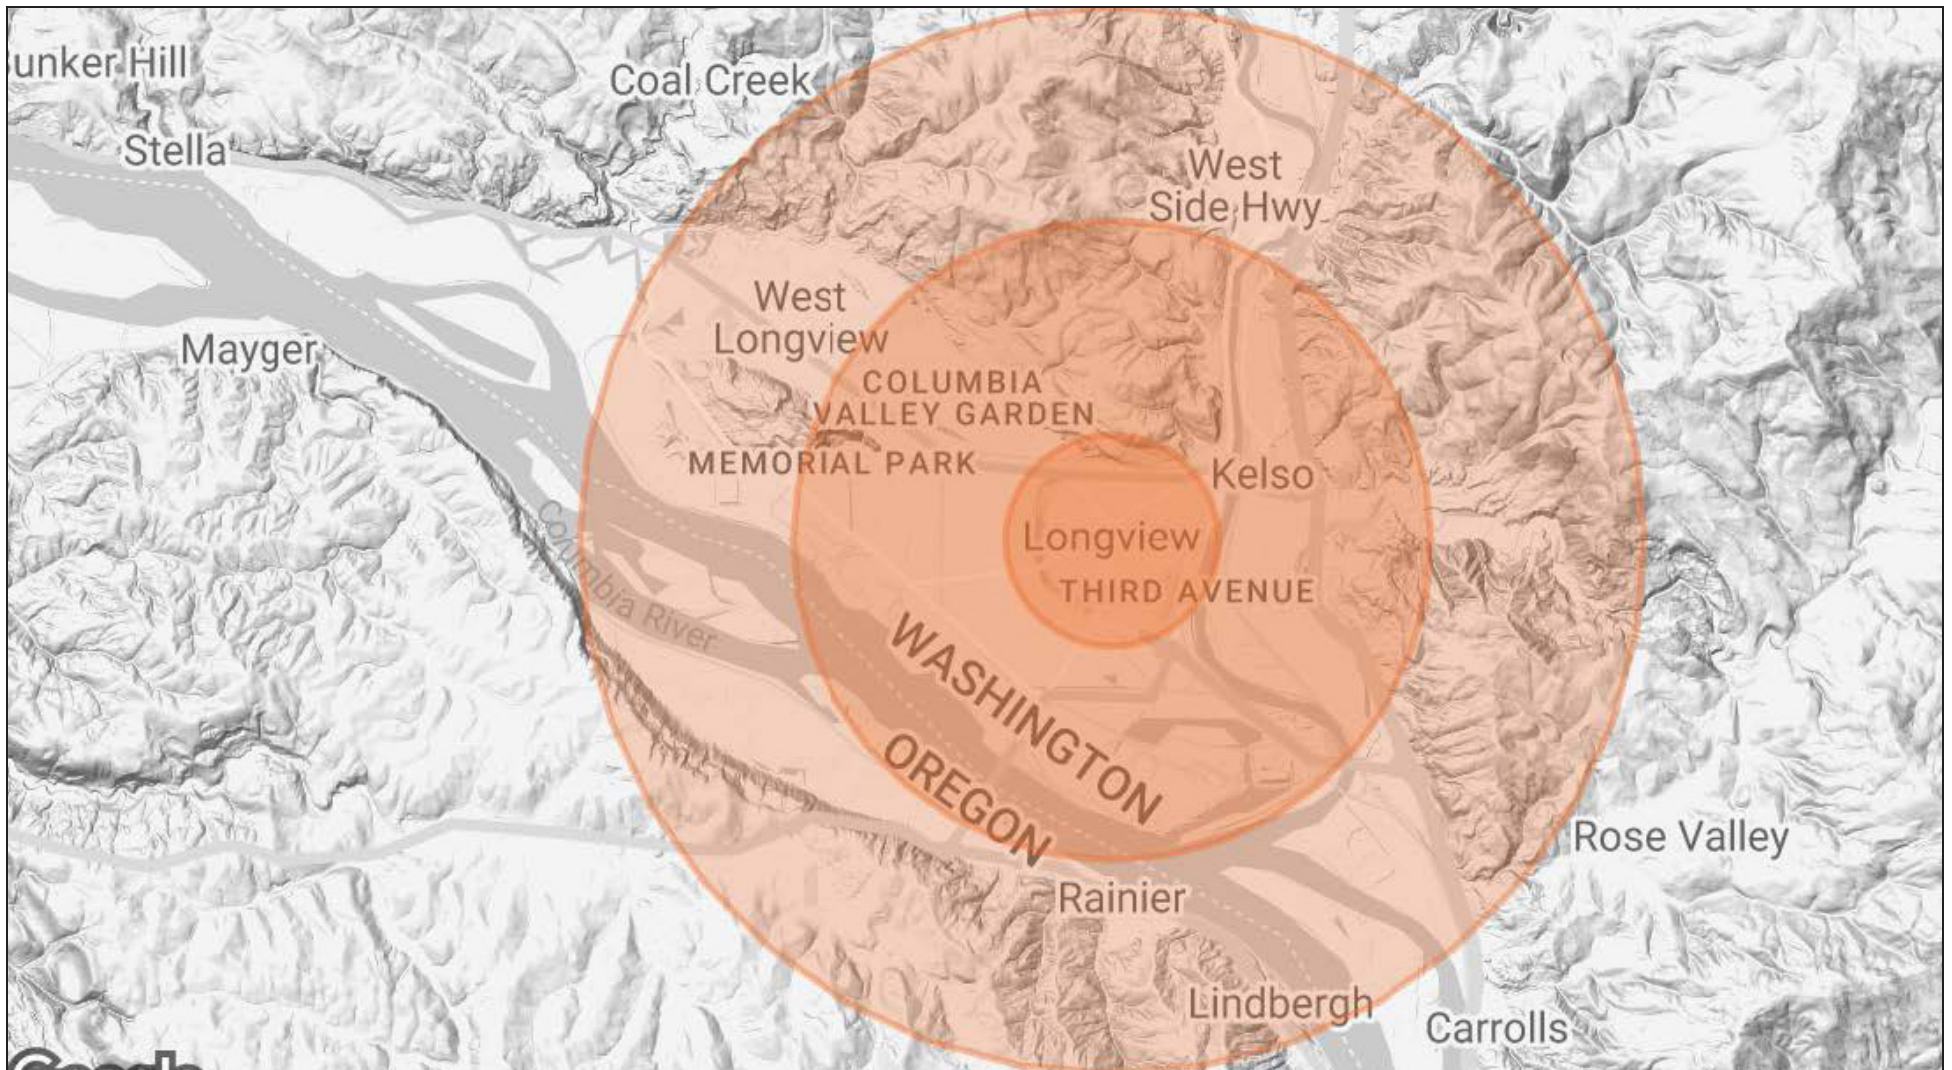 unker Hill
Coal Creek
Stella
West
Side Hwy
West
Longview
Mayger
COLUMBIA
VALLEY GARDEN
MEMORIAL PARK
Kelso
Longview
THIRD AVENUE
Columbia River
WASHINGTON
OREGON
Rose Valley
Rainier
Lindbergh
Carrolls
Google